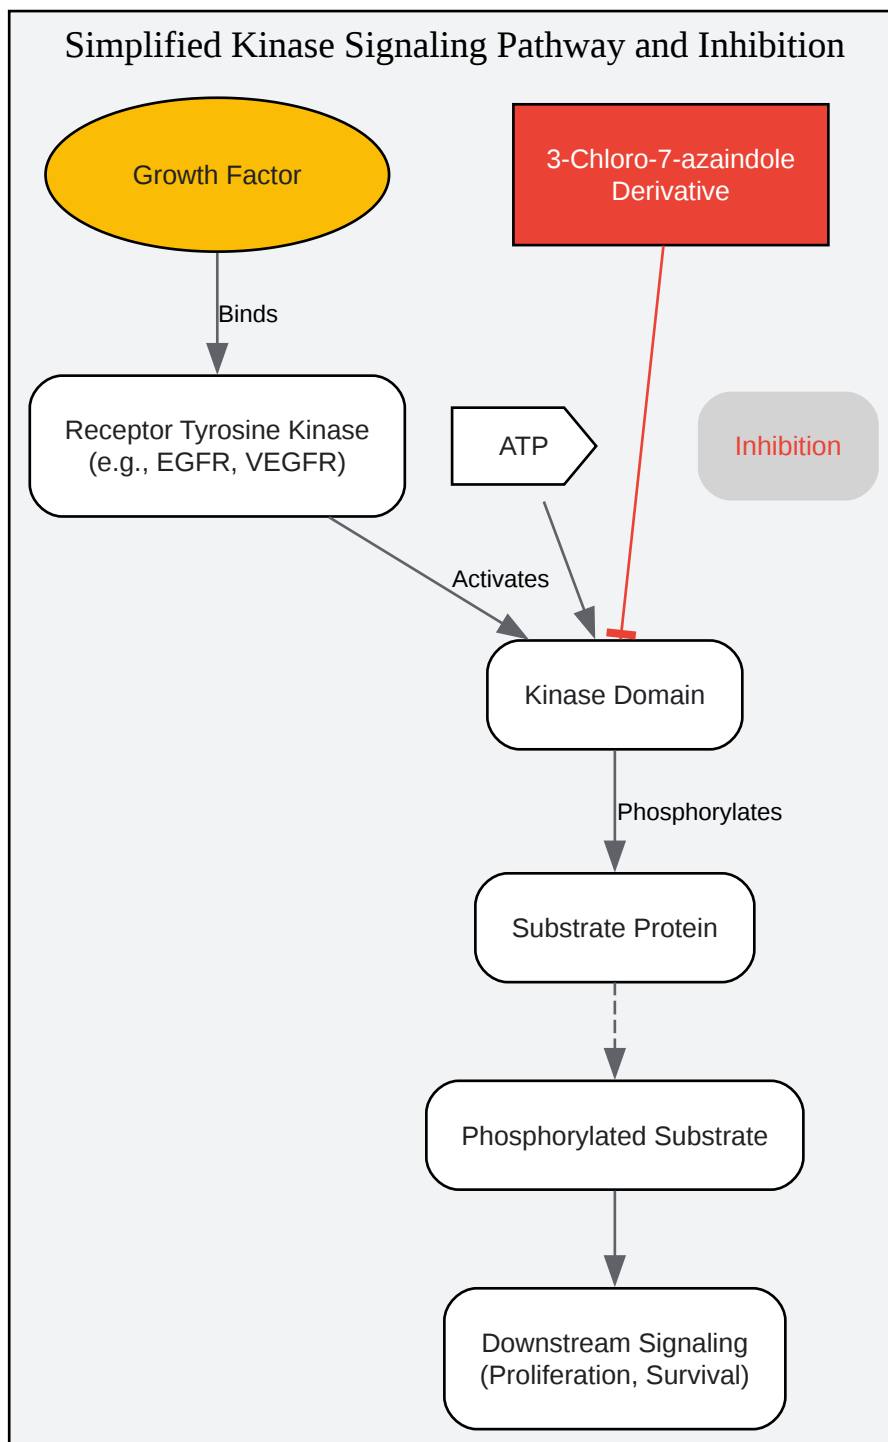 Simplified Kinase Signaling Pathway and Inhibition
Growth Factor
3-Chloro-7-azaindole
Derivative
Binds
Receptor Tyrosine Kinase
(e.g., EGFR, VEGFR)
ATP
Inhibition
Activates
Kinase Domain
Phosphorylates
Substrate Protein
Phosphorylated Substrate
Downstream Signaling
(Proliferation, Survival)